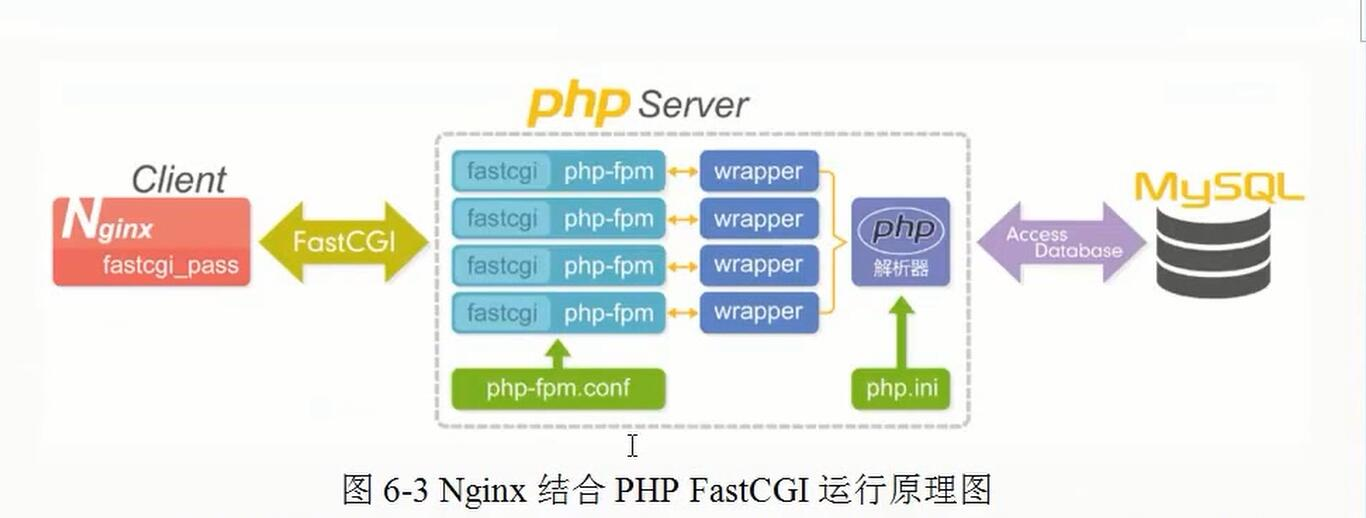 php Server
Client
Nginx
fastcgi_pass
FastCGI
fastcgi php-fpm wrapper
fastcgi php-fpm wrapper
fastcgi php-fpm wrapper
fastcgi php-fpm wrapper
php-fpm.conf
php
解析器
php.ini
Access
Database
MySQL
图 6-3 Nginx 结合 PHP FastCGI 运行原理图